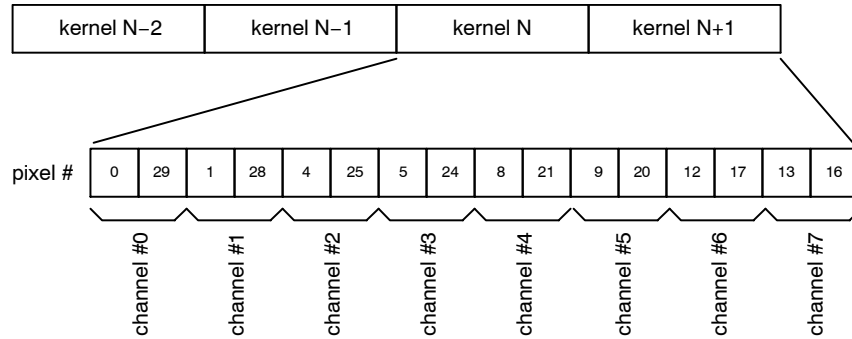 kernel N−2 kernel N−1 kernel N kernel N+1
pixel # 0 29 1 28 4 25 5 24 8 21 9 20 12 17 13 16
channel #0 channel #1 channel #2 channel #3 channel #4 channel #5 channel #6 channel #7